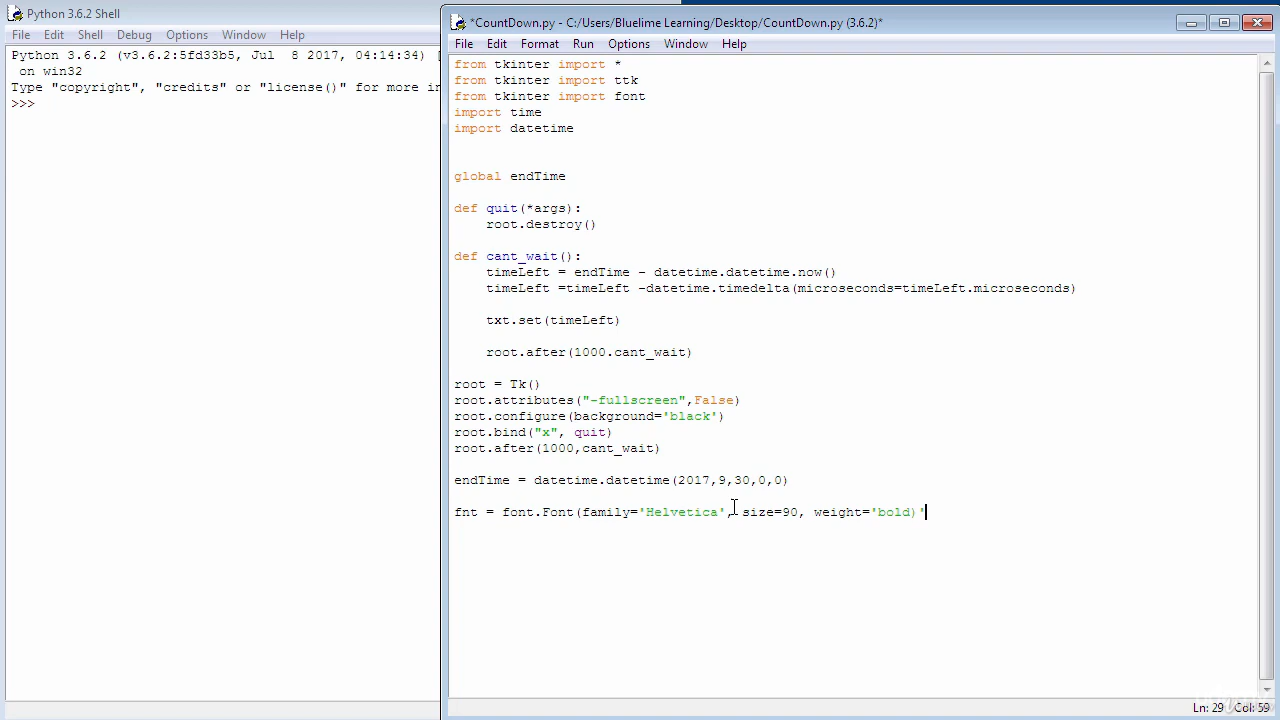 Python 3.6.2 Shell
File Edit Shell Debug Options Window Help
Python 3.6.2 (v3.6.2:5fd33b5, Jul 8 2017, 04:14:34) [
on win32
Type "copyright", "credits" or "license()" for more in
>>>
*CountDown.py - C:/Users/Bluelime Learning/Desktop/CountDown.py (3.6.2)*
File Edit Format Run Options Window Help
from tkinter import *
from tkinter import ttk
from tkinter import font
import time
import datetime
global endTime
def quit(*args):
    root.destroy()
def cant_wait():
    timeLeft = endTime - datetime.datetime.now()
    timeLeft =timeLeft -datetime.timedelta(microseconds=timeLeft.microseconds)
    txt.set(timeLeft)
    root.after(1000.cant_wait)
root = Tk()
root.attributes("-fullscreen",False)
root.configure(background='black')
root.bind("x", quit)
root.after(1000,cant_wait)
endTime = datetime.datetime(2017,9,30,0,0)
fnt = font.Font(family='Helvetica', size=90, weight='bold)'
Ln: 29 Col: 59